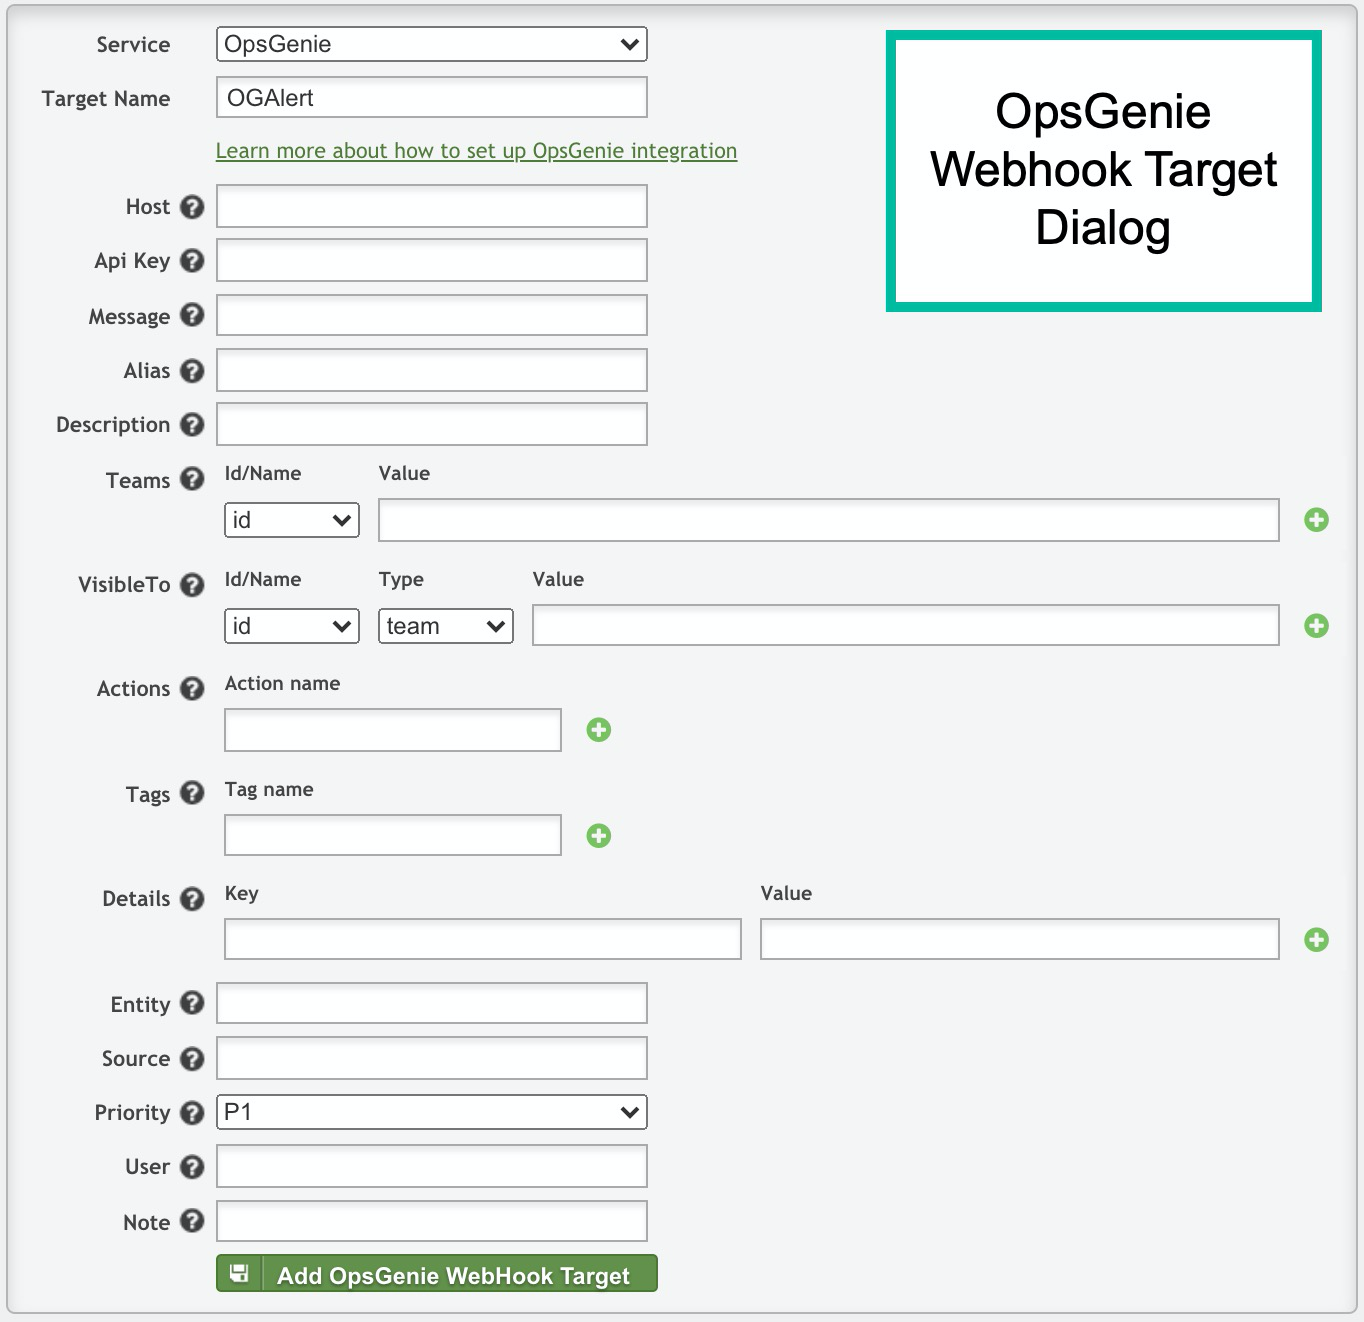 Service OpsGenie
Target Name OGAlert
Learn more about how to set up OpsGenie integration
OpsGenie
Webhook Target
Dialog
Host ?
Api Key ?
Message ?
Alias ?
Description ?
Teams ? Id/Name Value
id
VisibleTo ? Id/Name Type Value
id team
Actions ? Action name
Tags ? Tag name
Details ? Key Value
Entity ?
Source ?
Priority ? P1
User ?
Note ?
Add OpsGenie WebHook Target